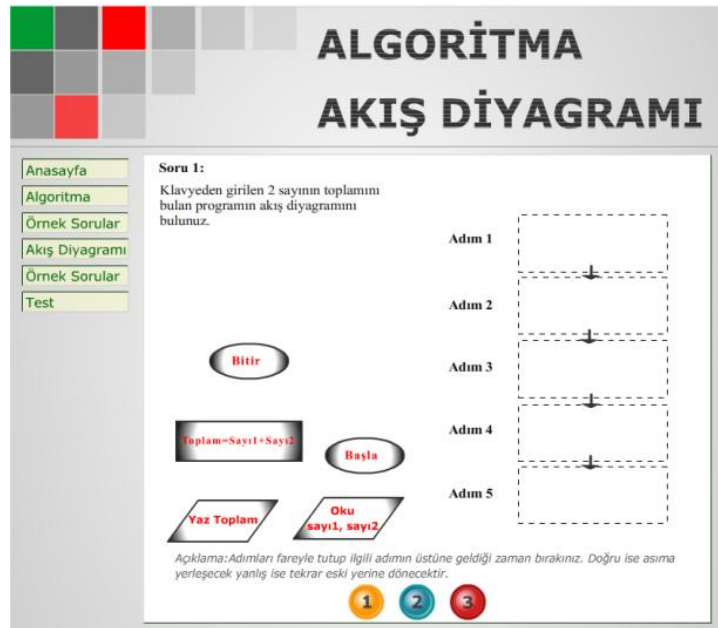 ALGORİTMA
AKIŞ DİYAGRAMI
Anasayfa
Algoritma
Örnek Sorular
Akış Diyagramı
Örnek Sorular
Test
Soru 1:
Klavyeden girilen 2 sayının toplamını
bulan programın akış diyagramını
bulunuz.
Adım 1
Adım 2
Adım 3
Adım 4
Adım 5
Bitir
Toplam=Sayı1+Sayı2
Başla
Yaz Toplam
Oku
sayı1, sayı2
Açıklama:Adımları fareyle tutup ilgili adımın üstüne geldiği zaman bırakınız. Doğru ise asıma
yerleşecek yanlış ise tekrar eski yerine dönecektir.
1
2
3